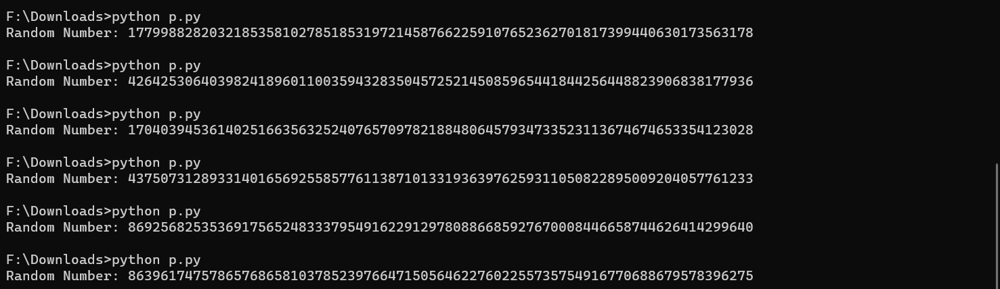 F:\Downloads>python p.py
Random Number: 17799882820321853581027851853197214587662259107652362701817399440630173563178
F:\Downloads>python p.py
Random Number: 42642530640398241896011003594328350457252145085965441844256448823906838177936
F:\Downloads>python p.py
Random Number: 17040394536140251663563252407657097821884806457934733523113674674653354123028
F:\Downloads>python p.py
Random Number: 43750731289331401656925585776113871013319363976259311050822895009204057761233
F:\Downloads>python p.py
Random Number: 86925682535369175652483337954916229129780886685927670008446658744626414299640
F:\Downloads>python p.py
Random Number: 86396174757865768658103785239766471505646227602255735754916770688679578396275